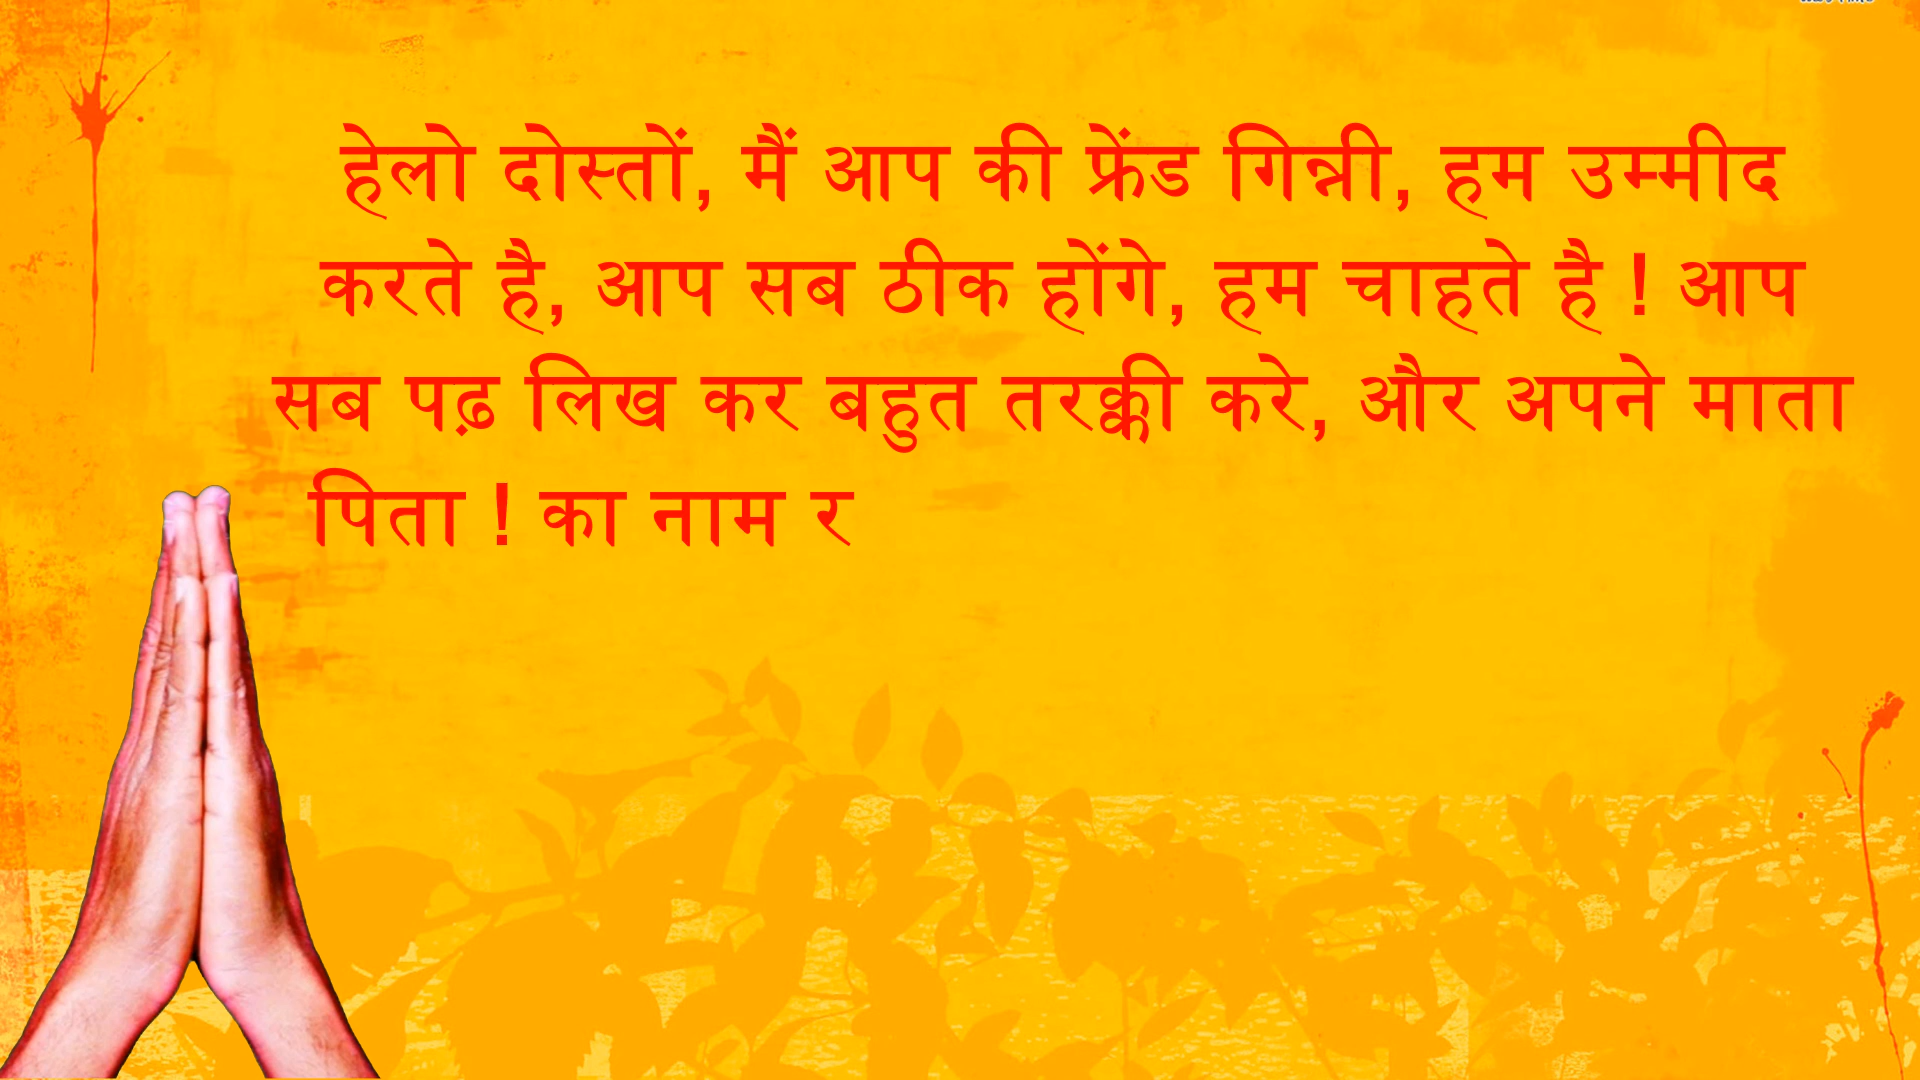 हेलो दोस्तों, मैं आप की फ्रेंड गिन्नी, हम उम्मीद
करते है, आप सब ठीक होंगे, हम चाहते है ! आप
सब पढ़ लिख कर बहुत तरक्की करे, और अपने माता
पिता ! का नाम र